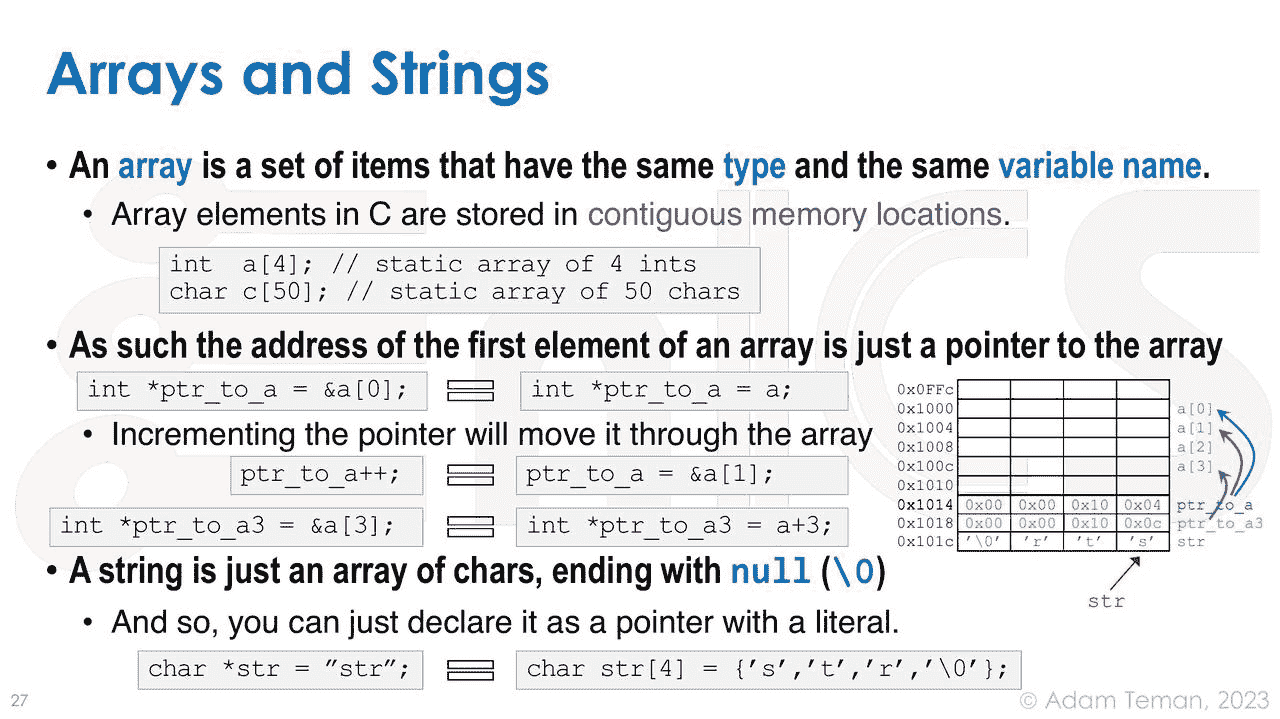 Arrays and Strings
• An array is a set of items that have the same type and the same variable name.
• Array elements in C are stored in contiguous memory locations.
int  a[4]; // static array of 4 ints
char c[50]; // static array of 50 chars
• As such the address of the first element of an array is just a pointer to the array
int *ptr_to_a = &a[0];
int *ptr_to_a = a;
• Incrementing the pointer will move it through the array
ptr_to_a++;
ptr_to_a = &a[1];
int *ptr_to_a3 = &a[3];
int *ptr_to_a3 = a+3;
0x0FFc
0x1000 a[0]
0x1004 a[1]
0x1008 a[2]
0x100c a[3]
0x1010
0x1014 0x00 0x00 0x10 0x04 ptr_to_a
0x1018 0x00 0x00 0x10 0x0c ptr_to_a3
0x101c ’\0’ ’r’ ’t’ ’s’ str
str
• A string is just an array of chars, ending with null (\0)
• And so, you can just declare it as a pointer with a literal.
char *str = ”str”;
char str[4] = {’s’,’t’,’r’,’\0’};
27
© Adam Teman, 2023
EnICS